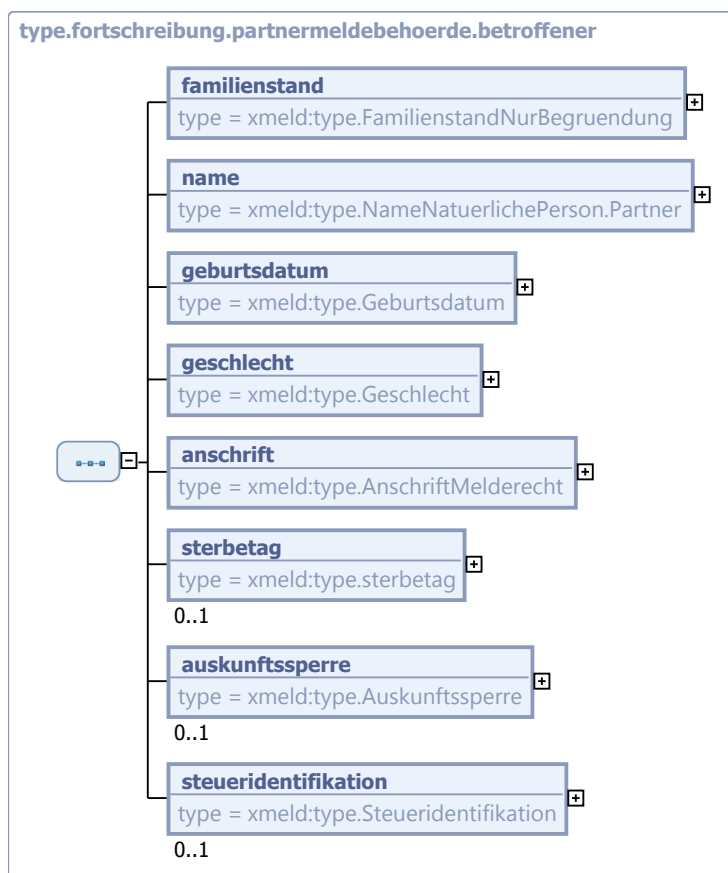 type.fortschreibung.partnermeldebehoerde.betroffener
familienstand
type = xmeld:type.FamilienstandNurBegruendung
name
type = xmeld:type.NameNatuerlichePerson.Partner
geburtsdatum
type = xmeld:type.Geburtsdatum
geschlecht
type = xmeld:type.Geschlecht
anschrift
type = xmeld:type.AnschriftMelderecht
sterbetag
type = xmeld:type.sterbetag
0..1
auskunftssperre
type = xmeld:type.Auskunftssperre
0..1
steueridentifikation
type = xmeld:type.Steueridentifikation
0..1